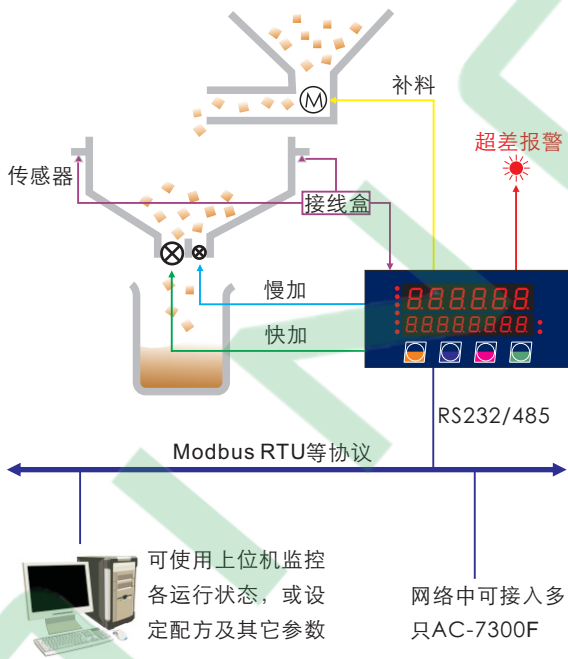 补料
M
超差报警
传感器
接线盒
慢加
快加
RS232/485
Modbus RTU等协议
可使用上位机监控
各运行状态，或设
定配方及其它参数
网络中可接入多
只AC-7300F